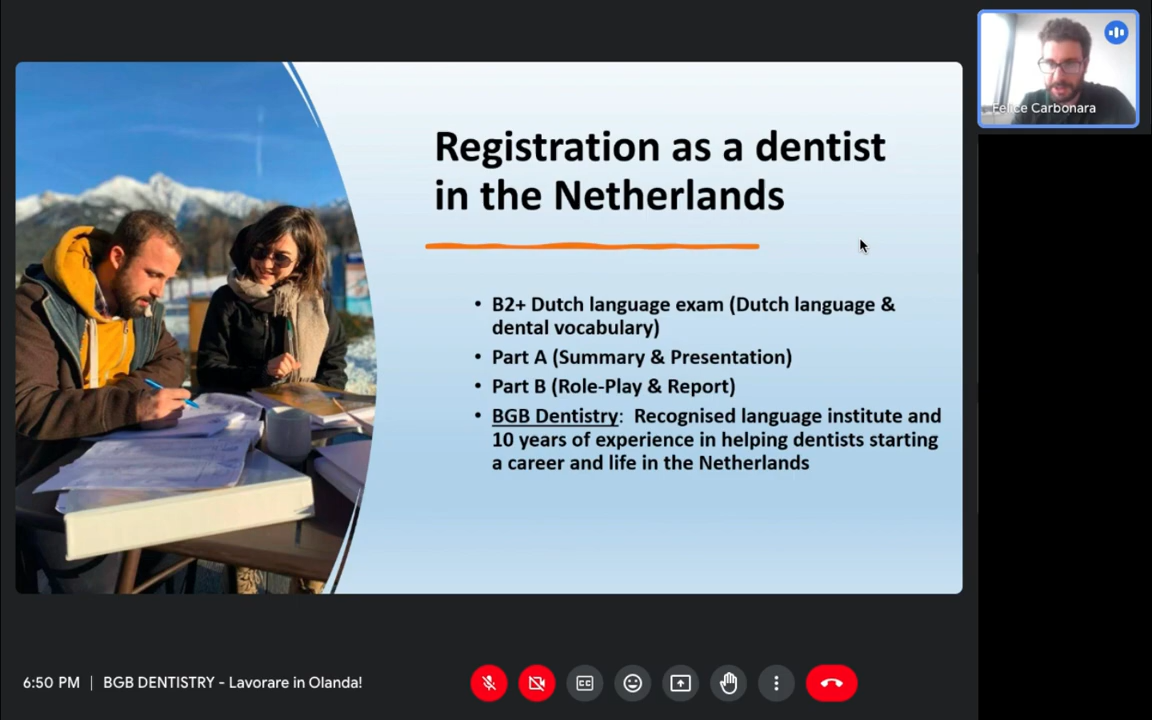 Felice Carbonara
Registration as a dentist
in the Netherlands
• B2+ Dutch language exam (Dutch language &
dental vocabulary)
• Part A (Summary & Presentation)
• Part B (Role-Play & Report)
• BGB Dentistry: Recognised language institute and
10 years of experience in helping dentists starting
a career and life in the Netherlands
6:50 PM | BGB DENTISTRY - Lavorare in Olanda!
CC